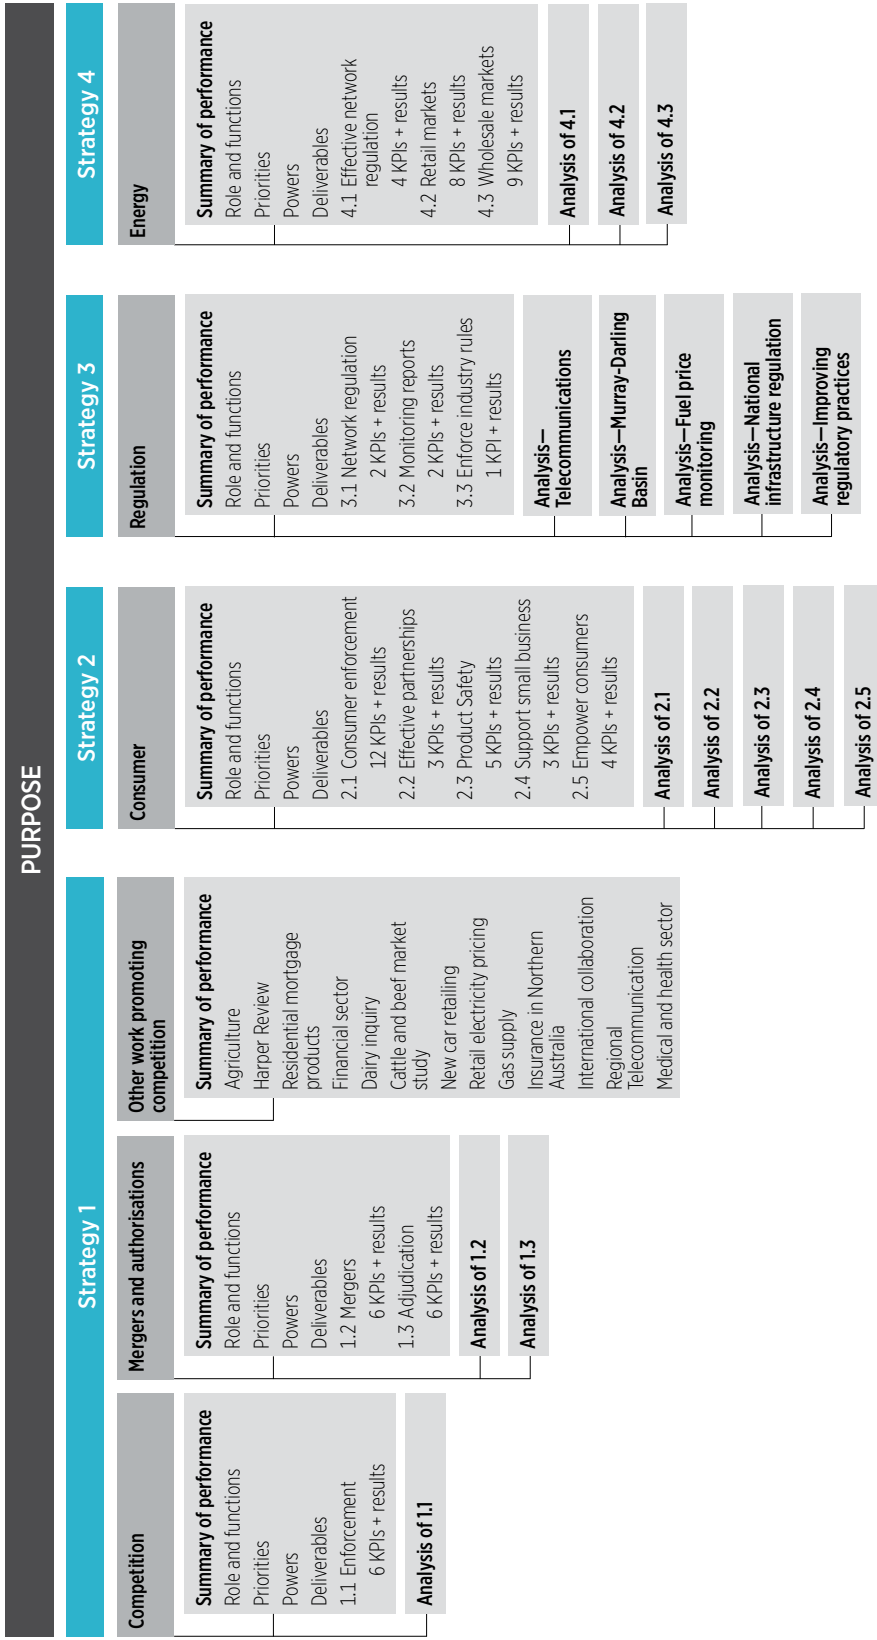 PURPOSE
Strategy 1
Competition
Summary of performance
Role and functions
Priorities
Powers
Deliverables
1.1 Enforcement
6 KPIs + results
Analysis of 1.1
Mergers and authorisations
Summary of performance
Role and functions
Priorities
Powers
Deliverables
1.2 Mergers
6 KPIs + results
1.3 Adjudication
6 KPIs + results
Analysis of 1.2
Analysis of 1.3
Other work promoting
competition
Summary of performance
Agriculture
Harper Review
Residential mortgage
products
Financial sector
Dairy inquiry
Cattle and beef market
study
New car retailing
Retail electricity pricing
Gas supply
Insurance in Northern
Australia
International collaboration
Regional
Telecommunication
Medical and health sector
Strategy 2
Consumer
Summary of performance
Role and functions
Priorities
Powers
Deliverables
2.1 Consumer enforcement
12 KPIs + results
2.2 Effective partnerships
3 KPIs + results
2.3 Product Safety
5 KPIs + results
2.4 Support small business
3 KPIs + results
2.5 Empower consumers
4 KPIs + results
Analysis of 2.1
Analysis of 2.2
Analysis of 2.3
Analysis of 2.4
Analysis of 2.5
Strategy 3
Regulation
Summary of performance
Role and functions
Priorities
Powers
Deliverables
3.1 Network regulation
2 KPIs + results
3.2 Monitoring reports
2 KPIs + results
3.3 Enforce industry rules
1 KPI + results
Analysis—
Telecommunications
Analysis—Murray-Darling
Basin
Analysis—Fuel price
monitoring
Analysis—National
infrastructure regulation
Analysis—Improving
regulatory practices
Strategy 4
Energy
Summary of performance
Role and functions
Priorities
Powers
Deliverables
4.1 Effective network
regulation
4 KPIs + results
4.2 Retail markets
8 KPIs + results
4.3 Wholesale markets
9 KPIs + results
Analysis of 4.1
Analysis of 4.2
Analysis of 4.3